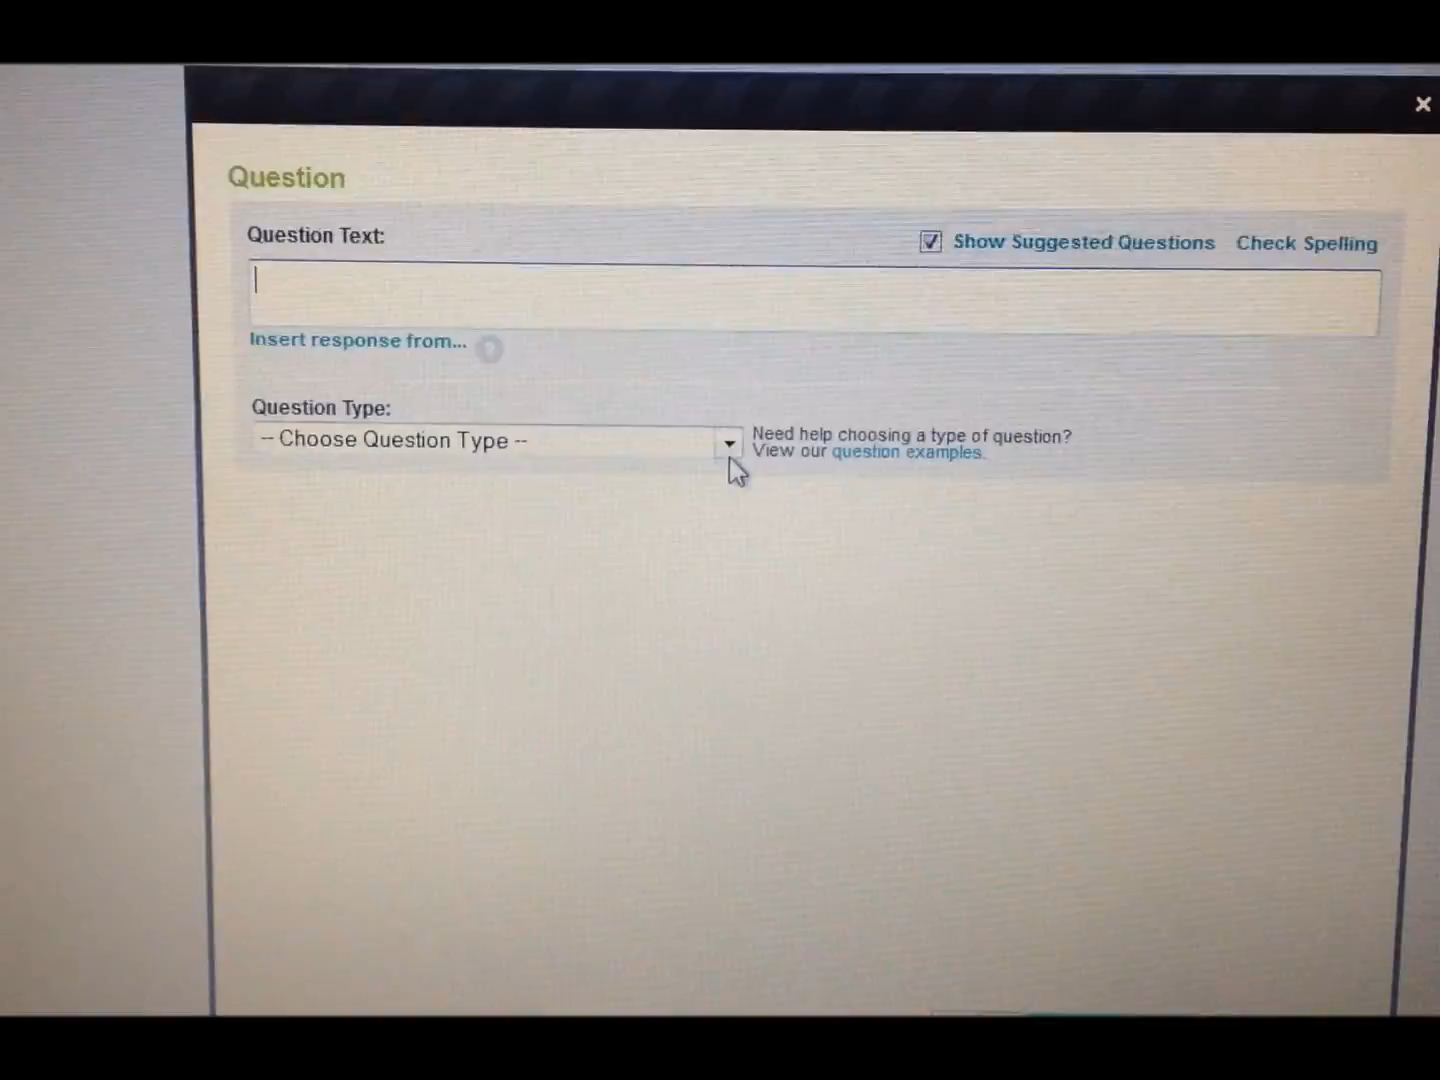 Question
Question Text:
Show Suggested Questions Check Spelling
Insert response from...
Question Type:
-- Choose Question Type --
Need help choosing a type of question?
View our question examples.